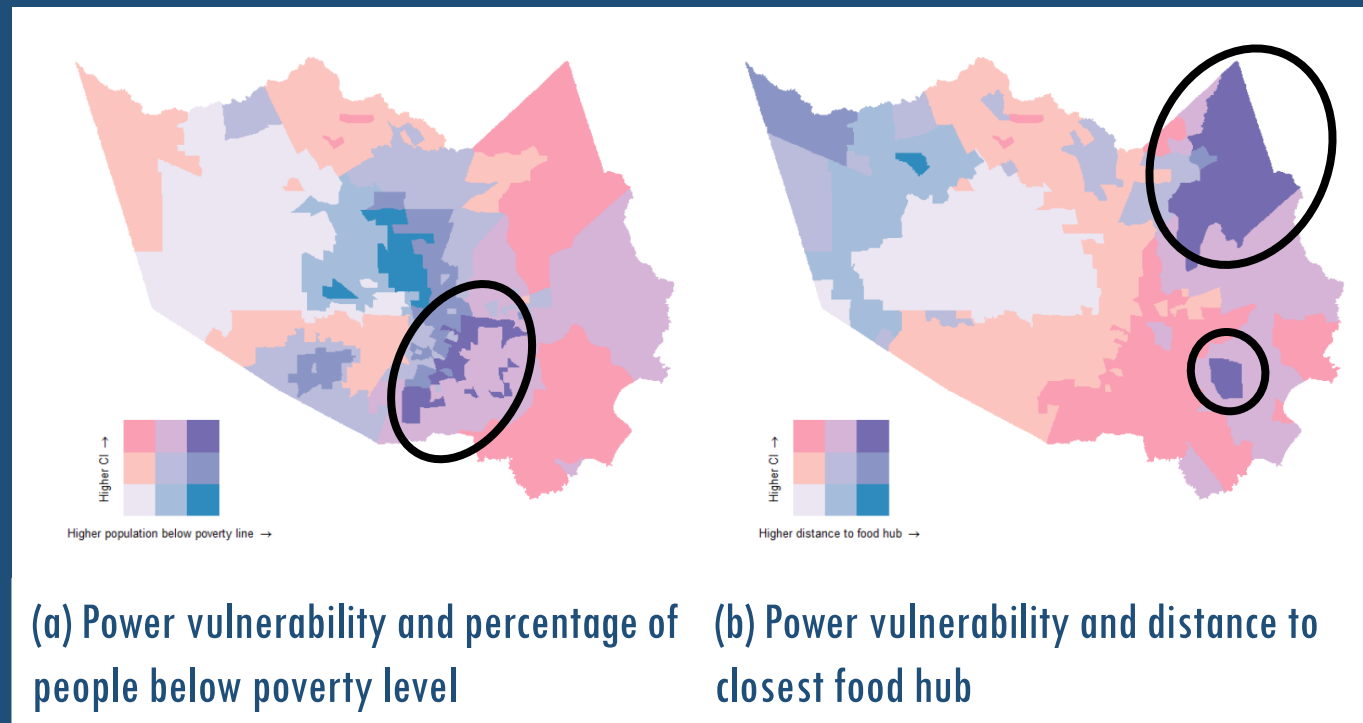 Higher CI →
Higher population below poverty line →
Higher CI →
Higher distance to food hub →
(a) Power vulnerability and percentage of
people below poverty level
(b) Power vulnerability and distance to
closest food hub